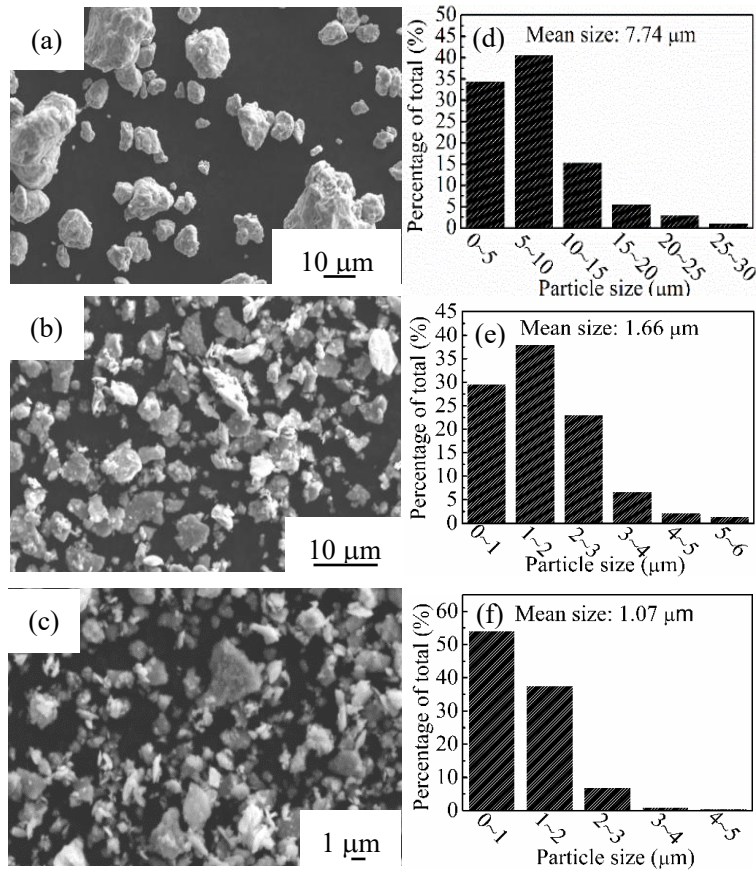 (a)
10 μm
(d)
Mean size: 7.74 μm
Percentage of total (%)
50
45
40
35
30
25
20
15
10
5
0
0~5
5~10
10~15
15~20
20~25
25~30
Particle size (μm)
(b)
10 μm
(e)
Mean size: 1.66 μm
Percentage of total (%)
45
40
35
30
25
20
15
10
5
0
0~1
1~2
2~3
3~4
4~5
5~6
Particle size (μm)
(c)
1 μm
(f)
Mean size: 1.07 μm
Percentage of total (%)
60
50
40
30
20
10
0
0~1
1~2
2~3
3~4
4~5
Particle size (μm)